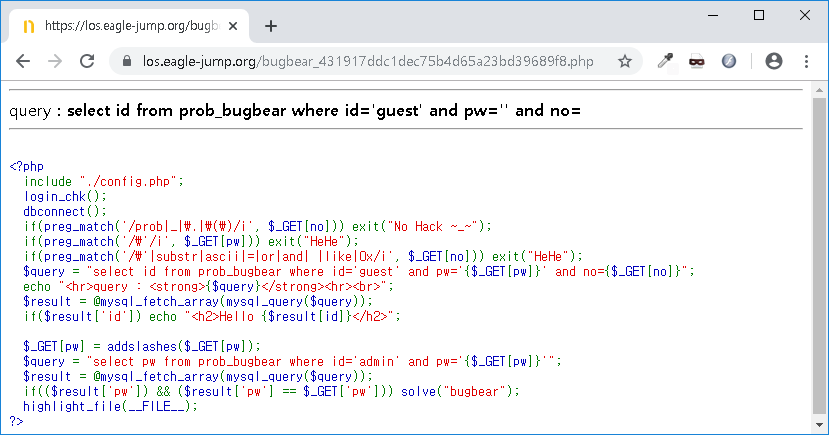 https://los.eagle-jump.org/bugb
los.eagle-jump.org/bugbear_431917ddc1dec75b4d65a23bd39689f8.php
query : select id from prob_bugbear where id='guest' and pw='' and no=
<?php
  include "./config.php";
  login_chk();
  dbconnect();
  if(preg_match('/prob|_|₩.|₩(₩)/i', $_GET[no])) exit("No Hack ~_~");
  if(preg_match('/₩'/i', $_GET[pw])) exit("HeHe");
  if(preg_match('/₩'|substr|ascii|=|or|and| |like|0x/i', $_GET[no])) exit("HeHe");
  $query = "select id from prob_bugbear where id='guest' and pw='{$_GET[pw]}' and no={$_GET[no]}";
  echo "<hr>query : <strong>{$query}</strong><hr><br>";
  $result = @mysql_fetch_array(mysql_query($query));
  if($result['id']) echo "<h2>Hello {$result[id]}</h2>";
  $_GET[pw] = addslashes($_GET[pw]);
  $query = "select pw from prob_bugbear where id='admin' and pw='{$_GET[pw]}'";
  $result = @mysql_fetch_array(mysql_query($query));
  if(($result['pw']) && ($result['pw'] == $_GET['pw'])) solve("bugbear");
  highlight_file(__FILE__);
?>